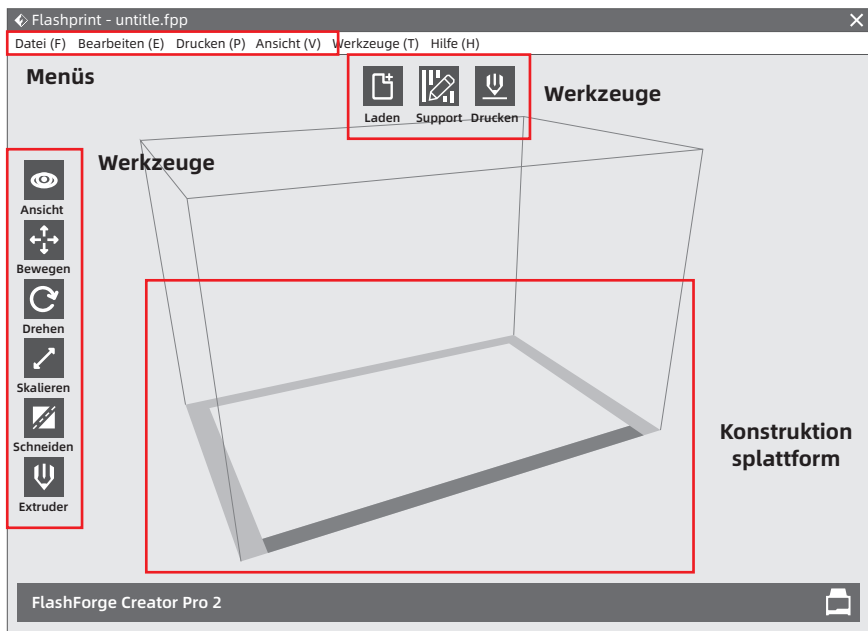 Flashprint - untitle.fpp
Datei (F) Bearbeiten (E) Drucken (P) Ansicht (V) Werkzeuge (T) Hilfe (H)
Menüs
Laden Support Drucken
Werkzeuge
Werkzeuge
Ansicht
Bewegen
Drehen
Skalieren
Schneiden
Extruder
Konstruktion
splattform
FlashForge Creator Pro 2